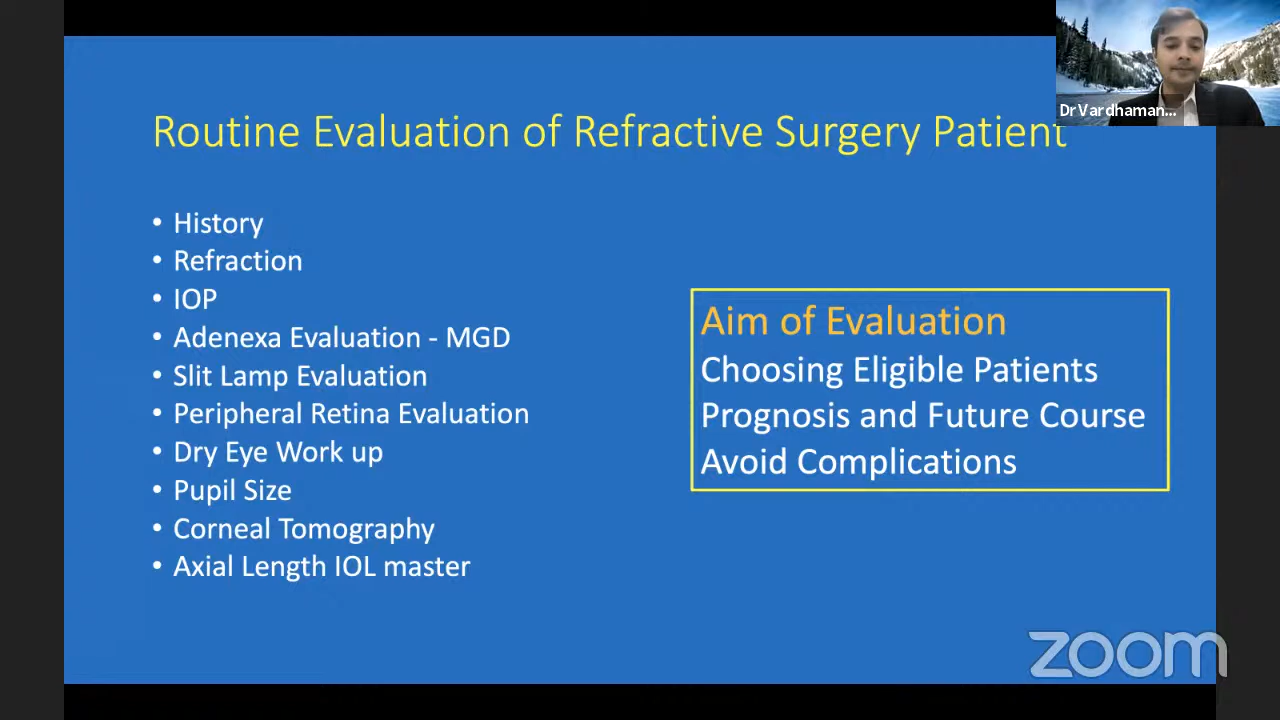 Dr Vardhaman...
Routine Evaluation of Refractive Surgery Patient
• History
• Refraction
• IOP
• Adenexa Evaluation - MGD
• Slit Lamp Evaluation
• Peripheral Retina Evaluation
• Dry Eye Work up
• Pupil Size
• Corneal Tomography
• Axial Length IOL master
Aim of Evaluation
Choosing Eligible Patients
Prognosis and Future Course
Avoid Complications
zoom